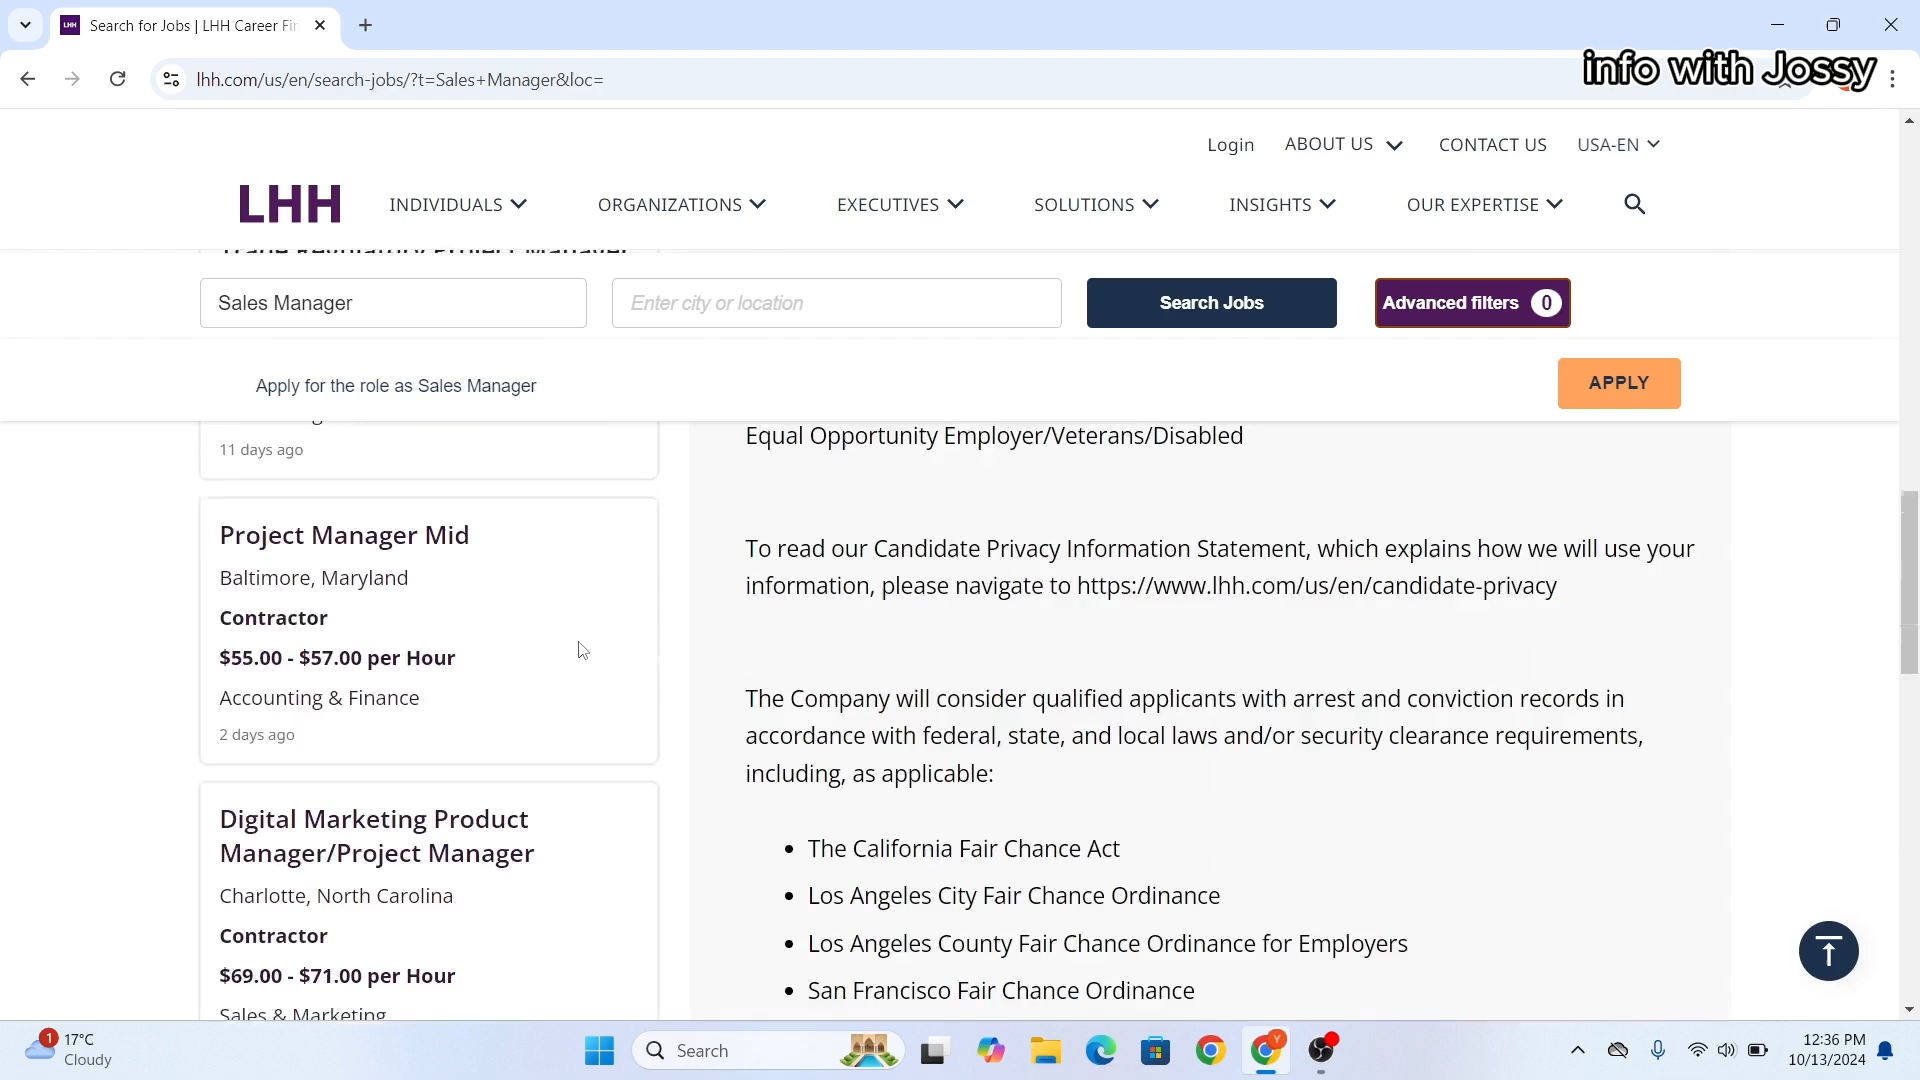 Search for Jobs | LHH Career Fir
lhh.com/us/en/search-jobs/?t=Sales+Manager&loc=
info with Jossy
Login
ABOUT US
CONTACT US
USA-EN
LHH
INDIVIDUALS
ORGANIZATIONS
EXECUTIVES
SOLUTIONS
INSIGHTS
OUR EXPERTISE
Trade Regulatory Project Manager
Sales Manager
Enter city or location
Search Jobs
Advanced filters 0
Apply for the role as Sales Manager
APPLY
11 days ago
Project Manager Mid
Baltimore, Maryland
Contractor
$55.00 - $57.00 per Hour
Accounting & Finance
2 days ago
Digital Marketing Product
Manager/Project Manager
Charlotte, North Carolina
Contractor
$69.00 - $71.00 per Hour
Sales & Marketing
Equal Opportunity Employer/Veterans/Disabled
To read our Candidate Privacy Information Statement, which explains how we will use your
information, please navigate to https://www.lhh.com/us/en/candidate-privacy
The Company will consider qualified applicants with arrest and conviction records in
accordance with federal, state, and local laws and/or security clearance requirements,
including, as applicable:
• The California Fair Chance Act
• Los Angeles City Fair Chance Ordinance
• Los Angeles County Fair Chance Ordinance for Employers
• San Francisco Fair Chance Ordinance
1
17°C
Cloudy
Search
Y
12:36 PM
10/13/2024